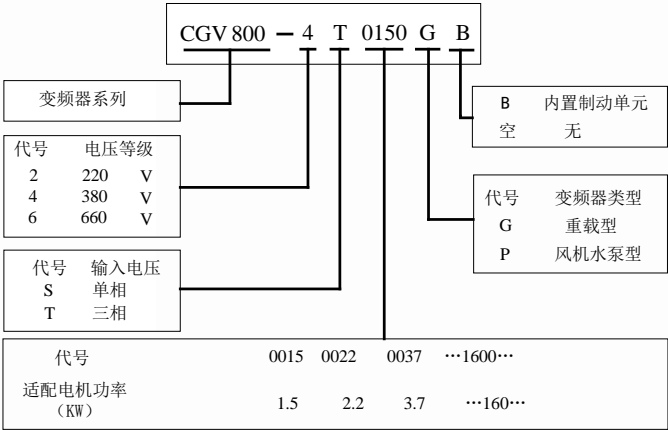 CGV800－4 T 0150 G B
变频器系列
B 内置制动单元
空 无
代号 电压等级
2 220 V
4 380 V
6 660 V
代号 变频器类型
G 重载型
P 风机水泵型
代号 输入电压
S 单相
T 三相
代号 0015 0022 0037 …1600…
适配电机功率
（KW） 1.5 2.2 3.7 …160…